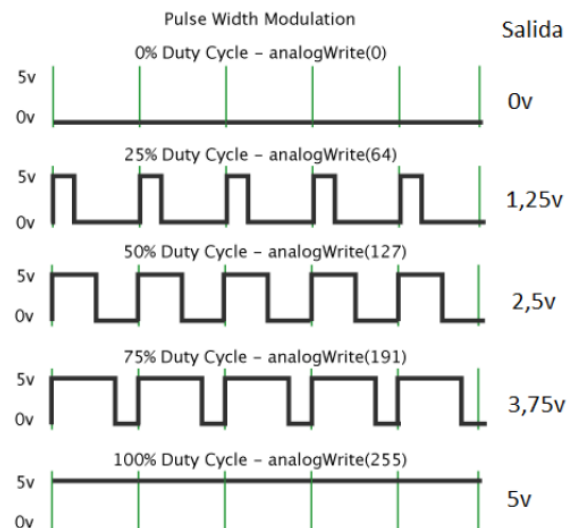 Pulse Width Modulation
Salida
0% Duty Cycle – analogWrite(0)
5v
0v
0v
25% Duty Cycle – analogWrite(64)
5v
0v
1,25v
50% Duty Cycle – analogWrite(127)
5v
0v
2,5v
75% Duty Cycle – analogWrite(191)
5v
0v
3,75v
100% Duty Cycle – analogWrite(255)
5v
0v
5v